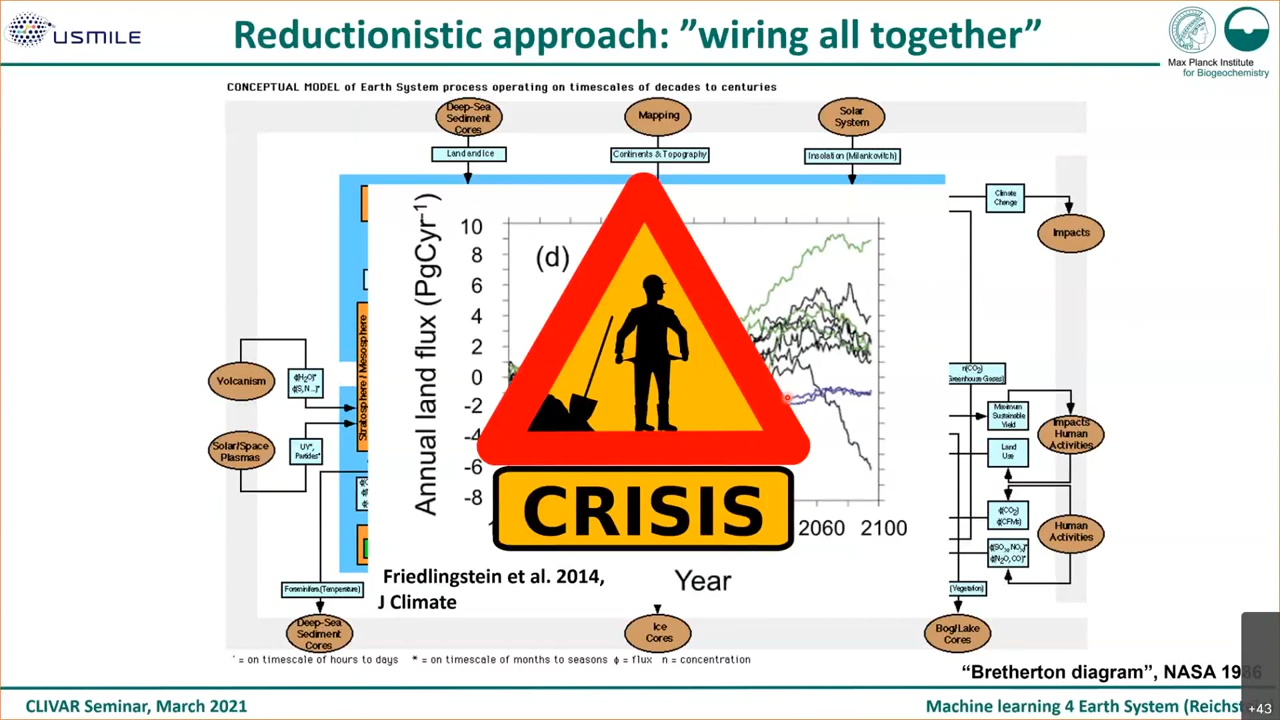 USMILE
Reductionistic approach: ”wiring all together”
Max Planck Institute
for Biogeochemistry
CONCEPTUAL MODEL of Earth System process operating on timescales of decades to centuries
Deep-Sea
Sediment
Cores
Mapping
Solar
System
Land and Ice
Continents & Topography
Insolation (Milankovitch)
Climate
Change
Impacts
Annual land flux (PgCyr-1)
10
8
6
4
2
0
-2
-4
-6
-8
(d)
Volcanism
ϕ(H₂O)*
ϕ(S,N...)*
Stratosphere / Mesosphere
Solar/Space
Plasmas
UV*,
Particles*
n(CO₂)
Greenhouse Gases)
Maximum
Sustainable
Yield
Impacts
Human
Activities
Land
Use
ϕ(CO₂)
ϕ(CFMs)
Human
Activities
ϕ(SOₓ, NOₓ)*
ϕ(N₂O, CO)*
CRISIS
2060
2100
Year
Friedlingstein et al. 2014,
J Climate
Foraminifera (Temperature)
(Vegetation)
Deep-Sea
Sediment
Cores
Ice
Cores
Bog/Lake
Cores
* = on timescale of hours to days * = on timescale of months to seasons ϕ = flux n = concentration
“Bretherton diagram”, NASA 1986
CLIVAR Seminar, March 2021
Machine learning 4 Earth System (Reichst
+43